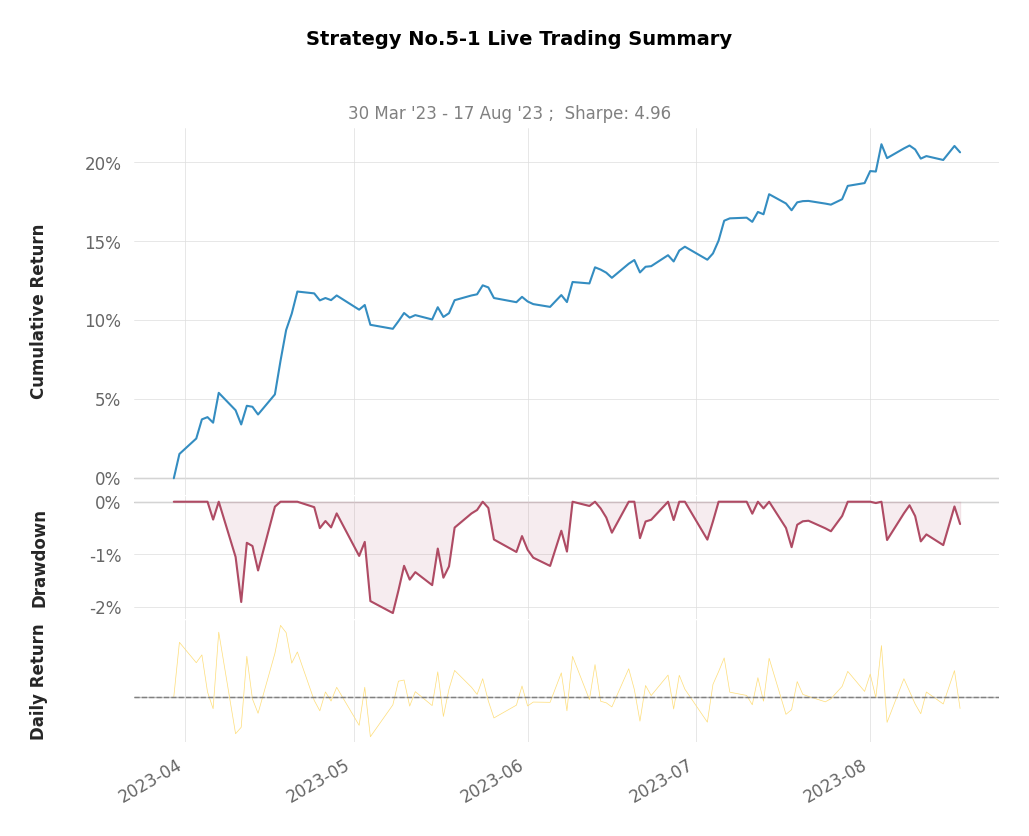 Strategy No.5-1 Live Trading Summary
30 Mar '23 - 17 Aug '23 ;  Sharpe: 4.96
Cumulative Return
20%
15%
10%
5%
0%
Drawdown
0%
-1%
-2%
Daily Return
2023-04
2023-05
2023-06
2023-07
2023-08